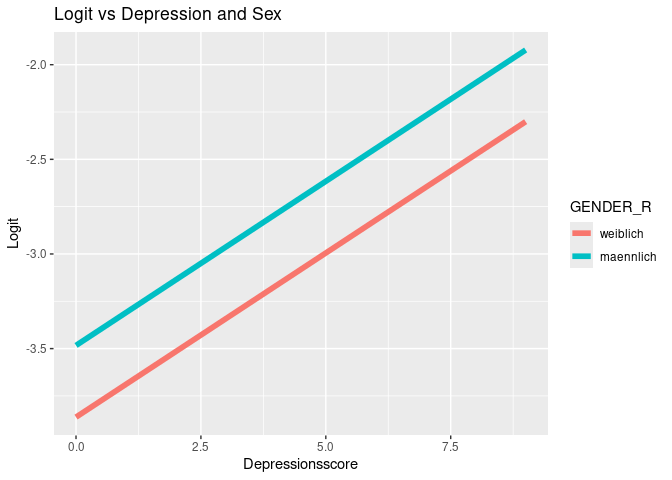 Logit vs Depression and Sex
Logit
-2.0
-2.5
-3.0
-3.5
0.0 2.5 5.0 7.5
Depressionsscore
GENDER_R
weiblich
maennlich